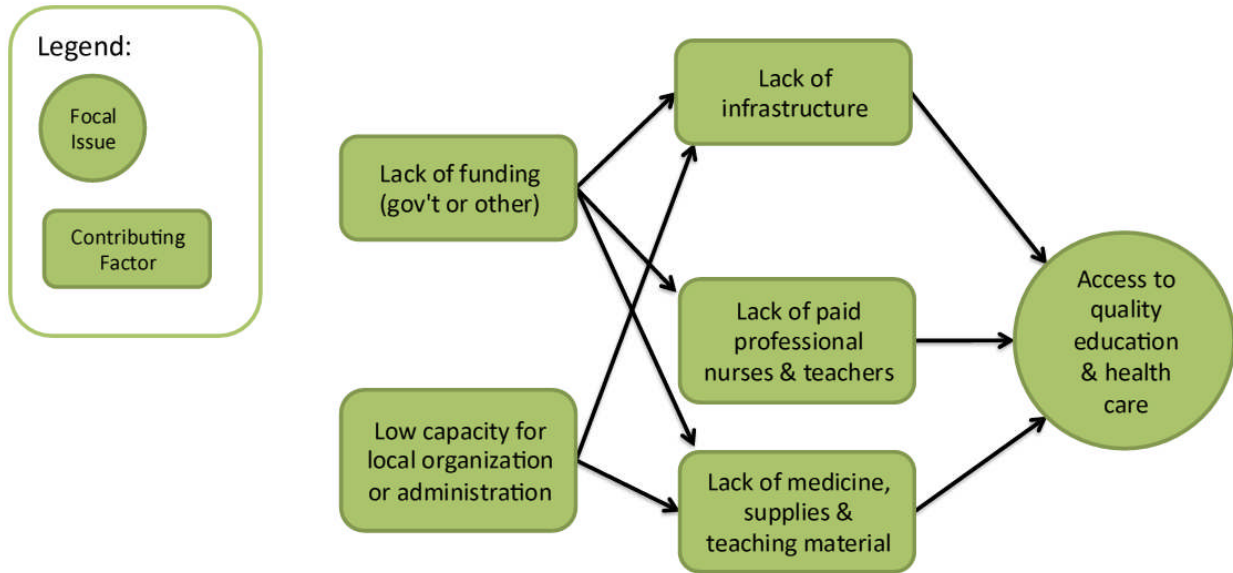 Legend:
Focal
Issue
Contributing
Factor
Lack of funding
(gov't or other)
Low capacity for
local organization
or administration
Lack of
infrastructure
Lack of paid
professional
nurses & teachers
Lack of medicine,
supplies &
teaching material
Access to
quality
education
& health
care